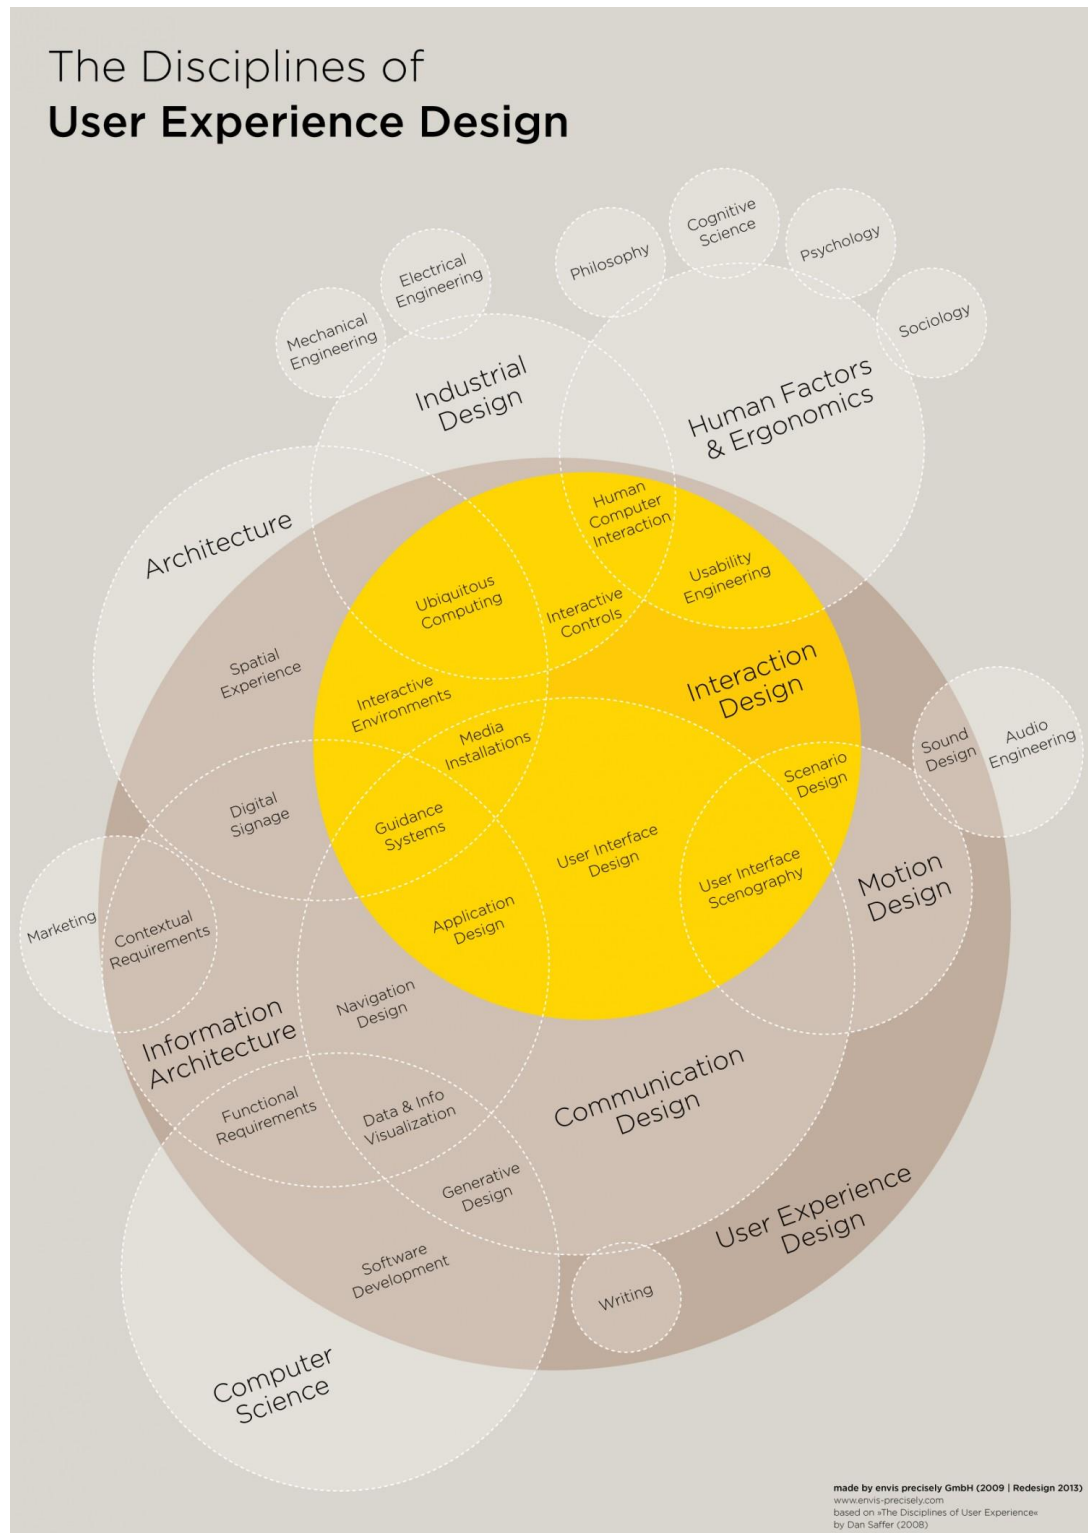 The Disciplines of
User Experience Design
Cognitive
Science
Philosophy
Psychology
Electrical
Engineering
Sociology
Mechanical
Engineering
Industrial
Design
Human Factors
& Ergonomics
Architecture
Human
Computer
Interaction
Usability
Engineering
Ubiquitous
Computing
Interactive
Controls
Spatial
Experience
Interactive
Environments
Interaction
Design
Media
Installations
Sound
Design
Audio
Engineering
Scenario
Design
Digital
Signage
Guidance
Systems
User Interface
Design
User Interface
Scenography
Motion
Design
Marketing
Contextual
Requirements
Application
Design
Navigation
Design
Information
Architecture
Communication
Design
Functional
Requirements
Data & Info
Visualization
Generative
Design
User Experience
Design
Software
Development
Writing
Computer
Science
made by envis precisely GmbH (2009 | Redesign 2013)
www.envis-precisely.com
based on »The Disciplines of User Experience«
by Dan Saffer (2008)